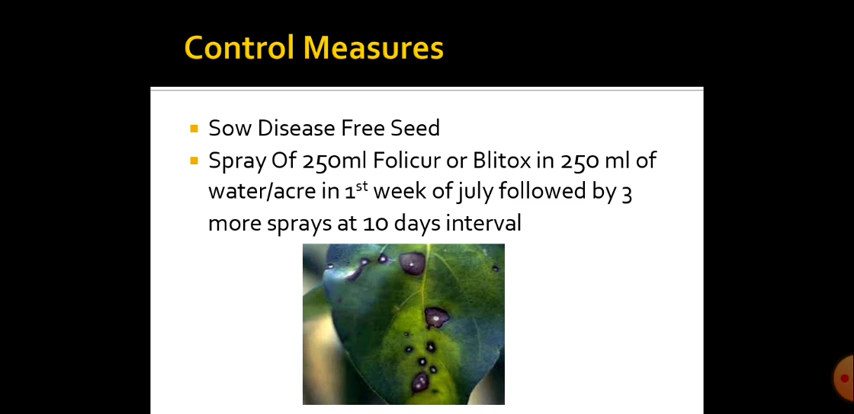 Control Measures
Sow Disease Free Seed
Spray Of 250ml Folicur or Blitox in 250 ml of
water/acre in 1st week of july followed by 3
more sprays at 10 days interval